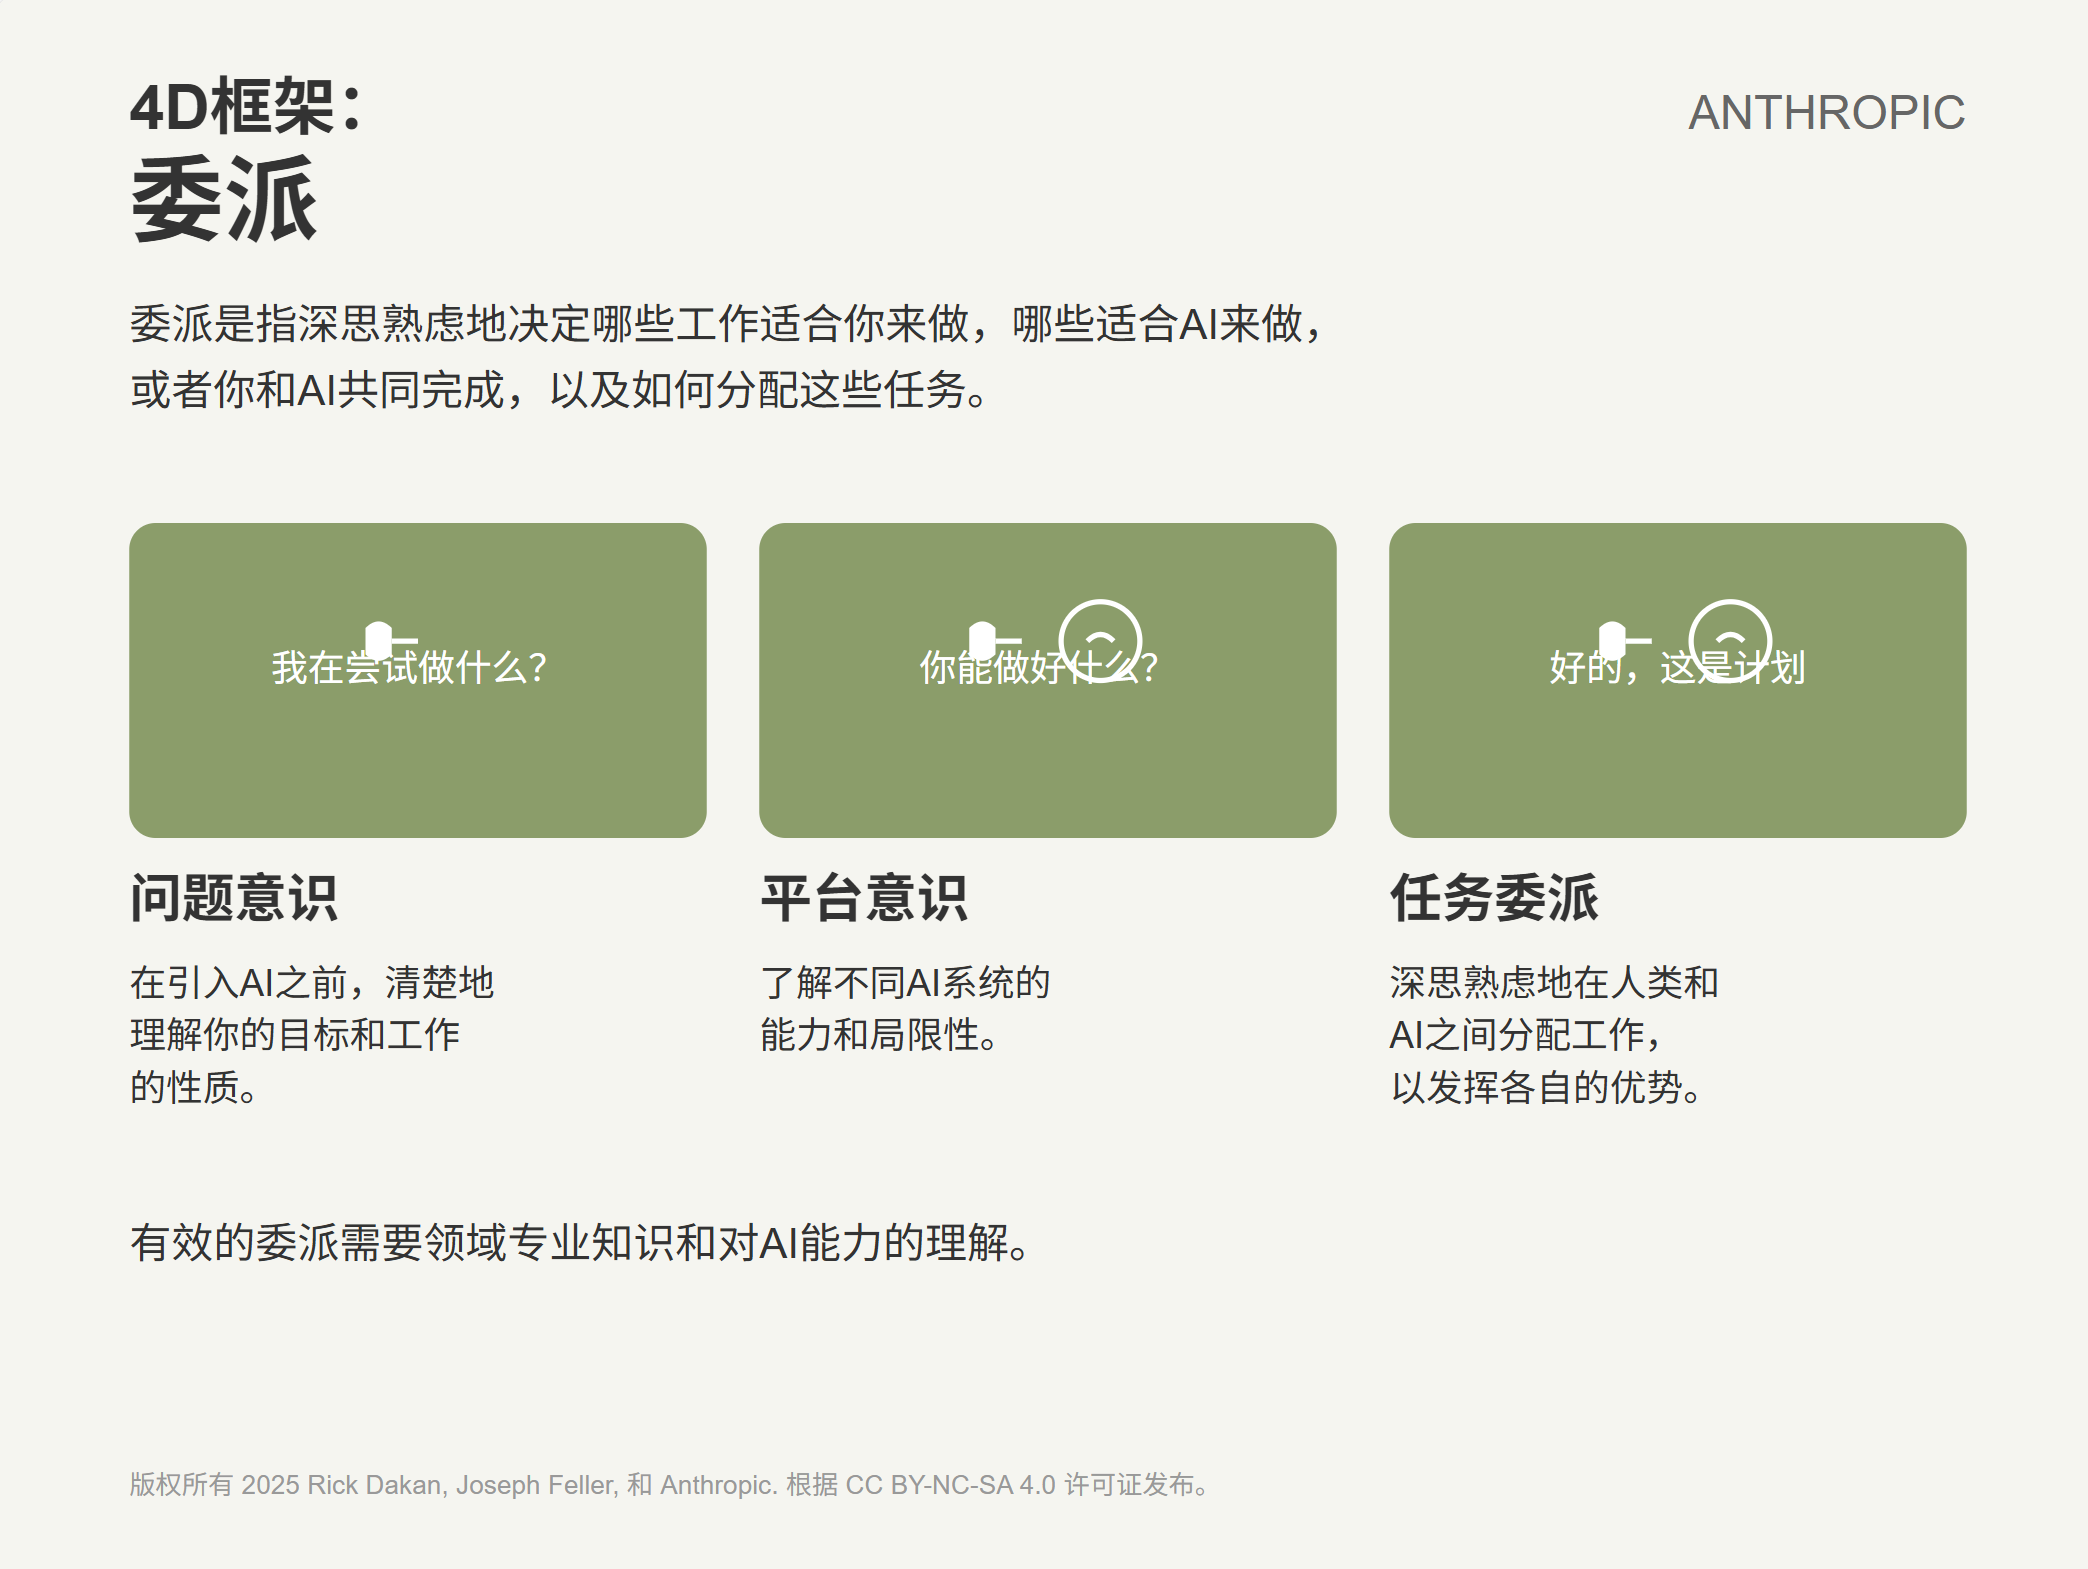 4D框架：
ANTHROPIC
委派
委派是指深思熟虑地决定哪些工作适合你来做，哪些适合AI来做，
或者你和AI共同完成，以及如何分配这些任务。
我在尝试做什么？
你能做好什么？
好的，这是计划
问题意识
在引入AI之前，清楚地
理解你的目标和工作
的性质。
平台意识
了解不同AI系统的
能力和局限性。
任务委派
深思熟虑地在人类和
AI之间分配工作，
以发挥各自的优势。
有效的委派需要领域专业知识和对AI能力的理解。
版权所有 2025 Rick Dakan, Joseph Feller, 和 Anthropic. 根据 CC BY-NC-SA 4.0 许可证发布。